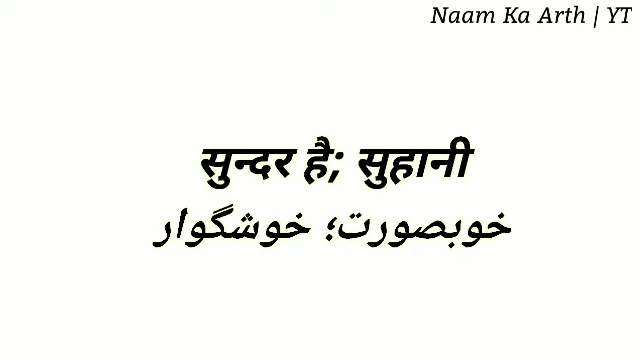 Naam Ka Arth | YT
सुन्दर है; सुहानी
خوبصورت؛ خوشگوار